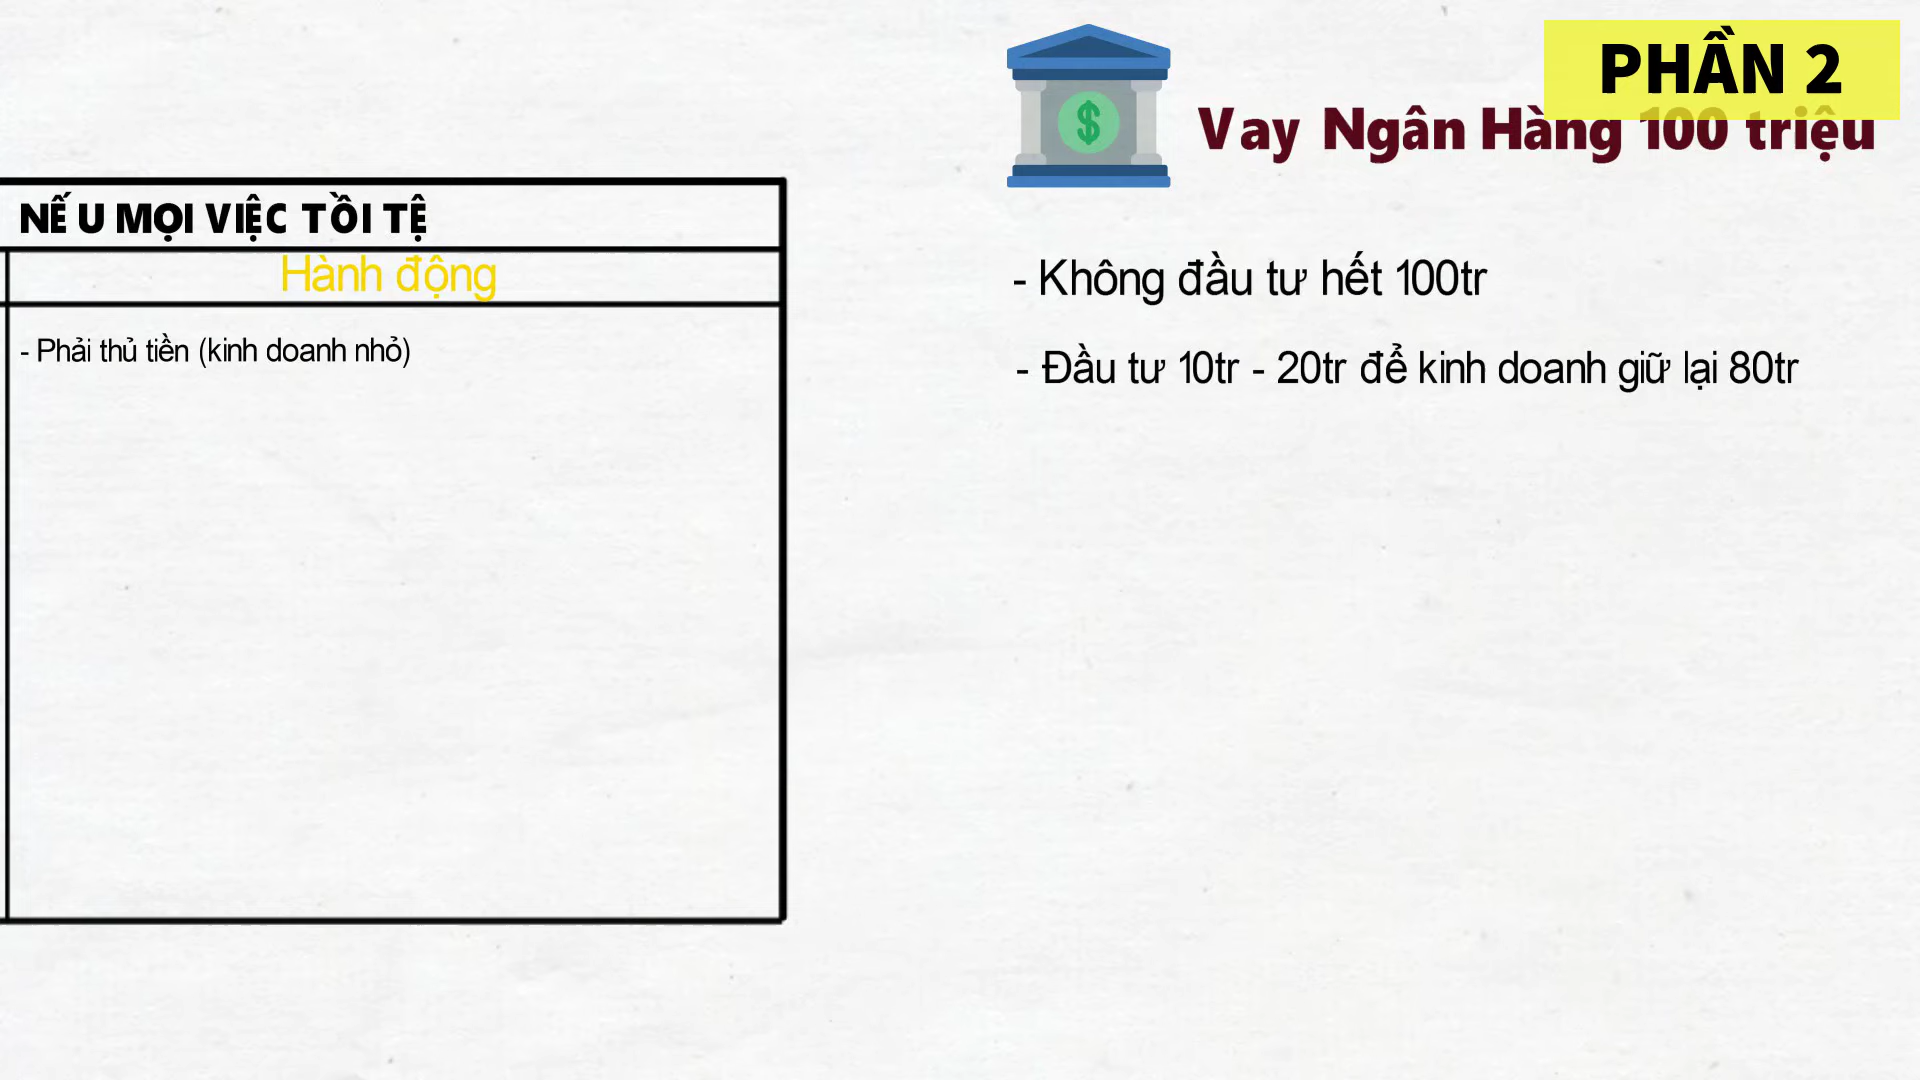 PHẦN 2
Vay Ngân Hàng 100 triệu
NẾU MỌI VIỆC TỒI TỆ
Hành động
- Phải thủ tiền (kinh doanh nhỏ)
- Không đầu tư hết 100tr
- Đầu tư 10tr - 20tr để kinh doanh giữ lại 80tr
$